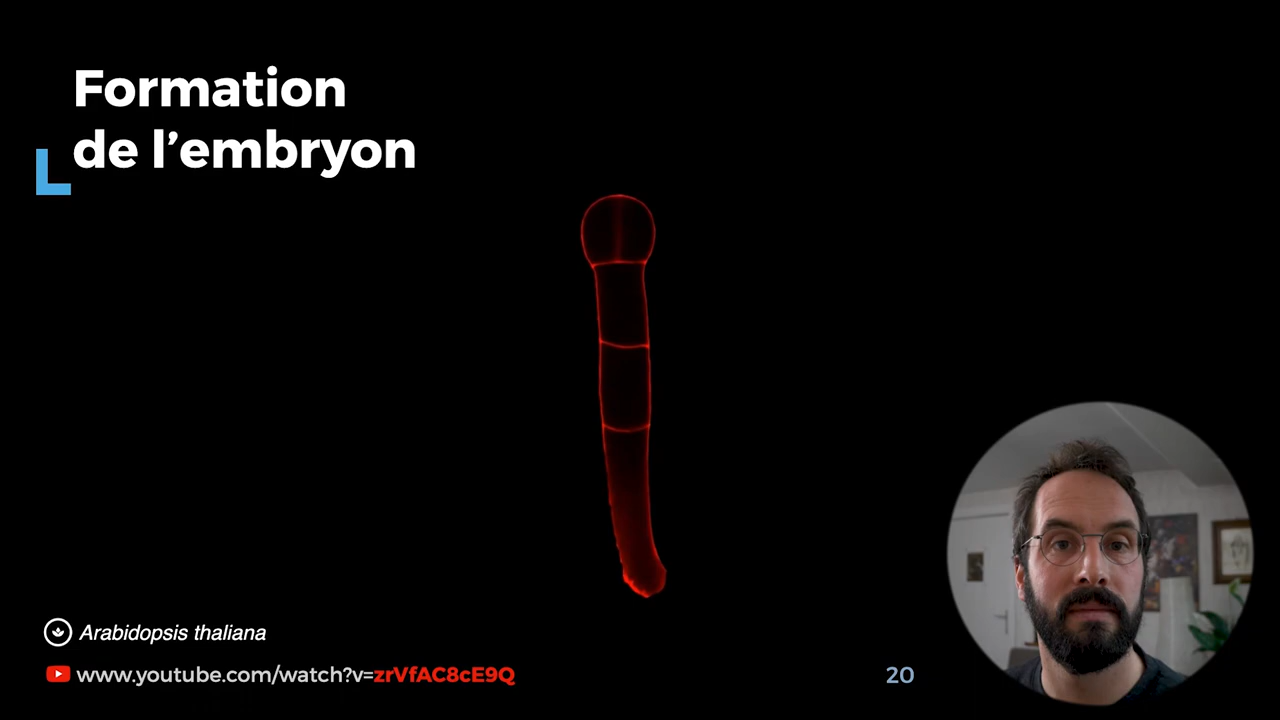 Formation
de l’embryon
Arabidopsis thaliana
www.youtube.com/watch?v=zrVfAC8cE9Q
20